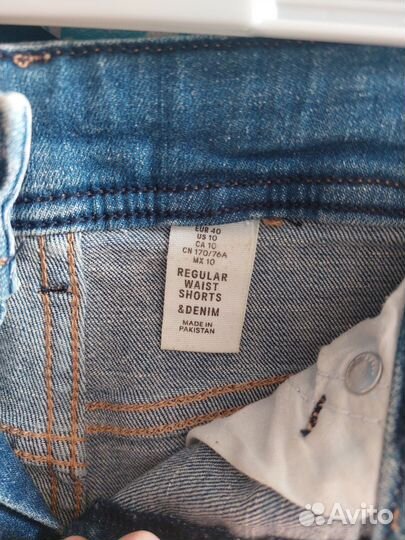 EUR 40
US 10
CA 10
CN 170/76A
MX 10
REGULAR
WAIST
SHORTS
&DENIM
MADE IN
PAKISTAN
Avito